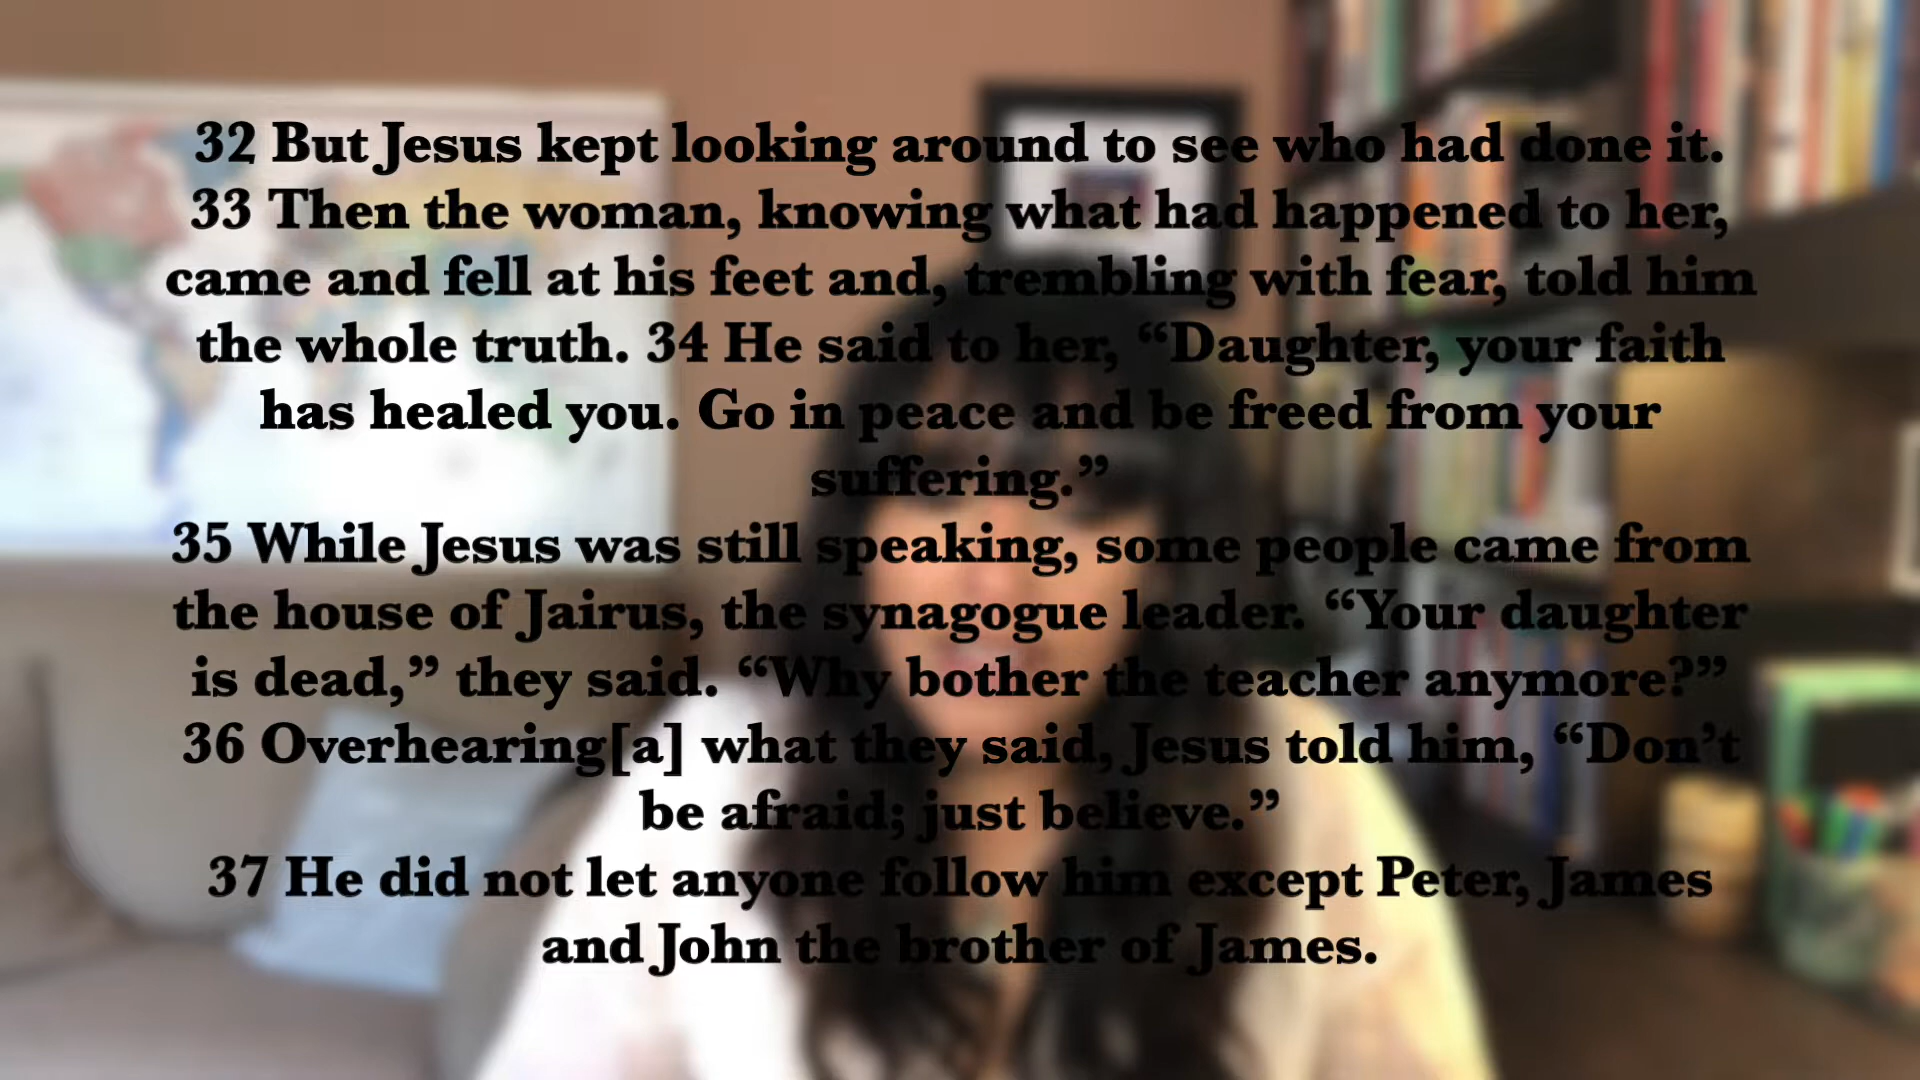 32 But Jesus kept looking around to see who had done it.
33 Then the woman, knowing what had happened to her,
came and fell at his feet and, trembling with fear, told him
the whole truth. 34 He said to her, “Daughter, your faith
has healed you. Go in peace and be freed from your
suffering.”
35 While Jesus was still speaking, some people came from
the house of Jairus, the synagogue leader. “Your daughter
is dead,” they said. “Why bother the teacher anymore?”
36 Overhearing[a] what they said, Jesus told him, “Don’t
be afraid; just believe.”
37 He did not let anyone follow him except Peter, James
and John the brother of James.